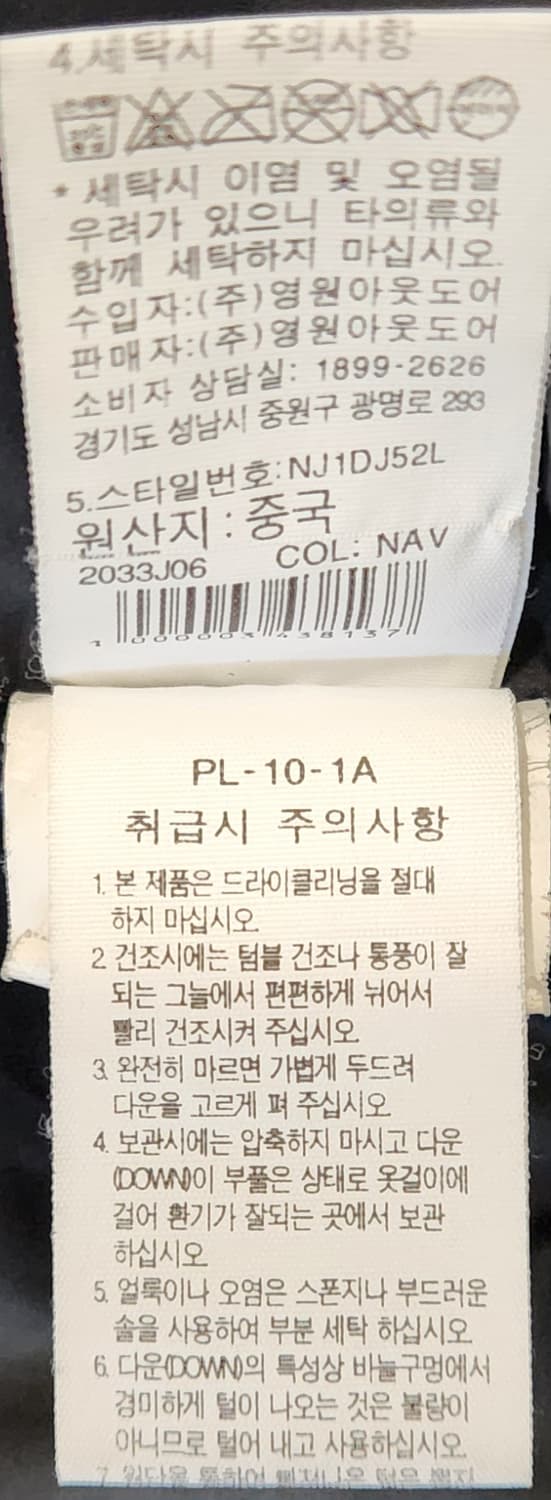 4.세탁시 주의사항
* 세탁시 이염 및 오염될
우려가 있으니 타의류와
함께 세탁하지 마십시오.
수입자:(주)영원아웃도어
판매자:(주)영원아웃도어
소비자 상담실: 1899-2626
경기도 성남시 중원구 광명로 293
5.스타일번호:NJ1DJ52L
원산지:중국
2033J06 COL: NAV
1 000003 438137
PL-10-1A
취급시 주의사항
1. 본 제품은 드라이클리닝을 절대
하지 마십시오.
2. 건조시에는 텀블 건조나 통풍이 잘
되는 그늘에서 편편하게 뉘어서
빨리 건조시켜 주십시오.
3. 완전히 마르면 가볍게 두드려
다운을 고르게 펴 주십시오.
4. 보관시에는 압축하지 마시고 다운
(DOWN)이 부풀은 상태로 옷걸이에
걸어 환기가 잘되는 곳에서 보관
하십시오.
5. 얼룩이나 오염은 스폰지나 부드러운
솔을 사용하여 부분 세탁 하십시오.
6. 다운(DOWN)의 특성상 바늘구멍에서
경미하게 털이 나오는 것은 불량이
아니므로 털어 내고 사용하십시오.
7. 원단을 통하여